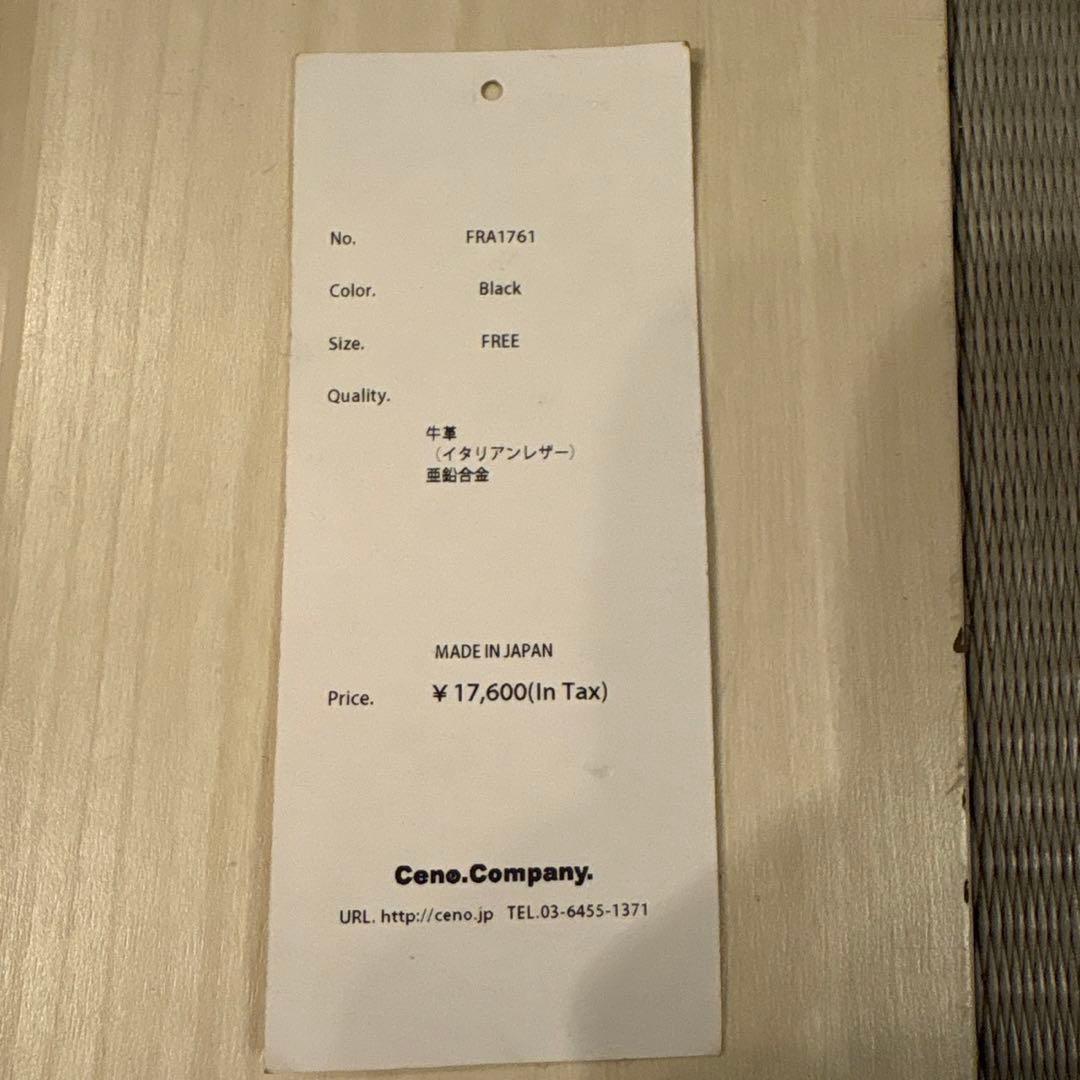 No. FRA1761
Color. Black
Size. FREE
Quality.
牛革
（イタリアンレザー）
亜鉛合金
MADE IN JAPAN
Price. ¥17,600(In Tax)
Ceno.Company.
URL. http://ceno.jp TEL.03-6455-1371